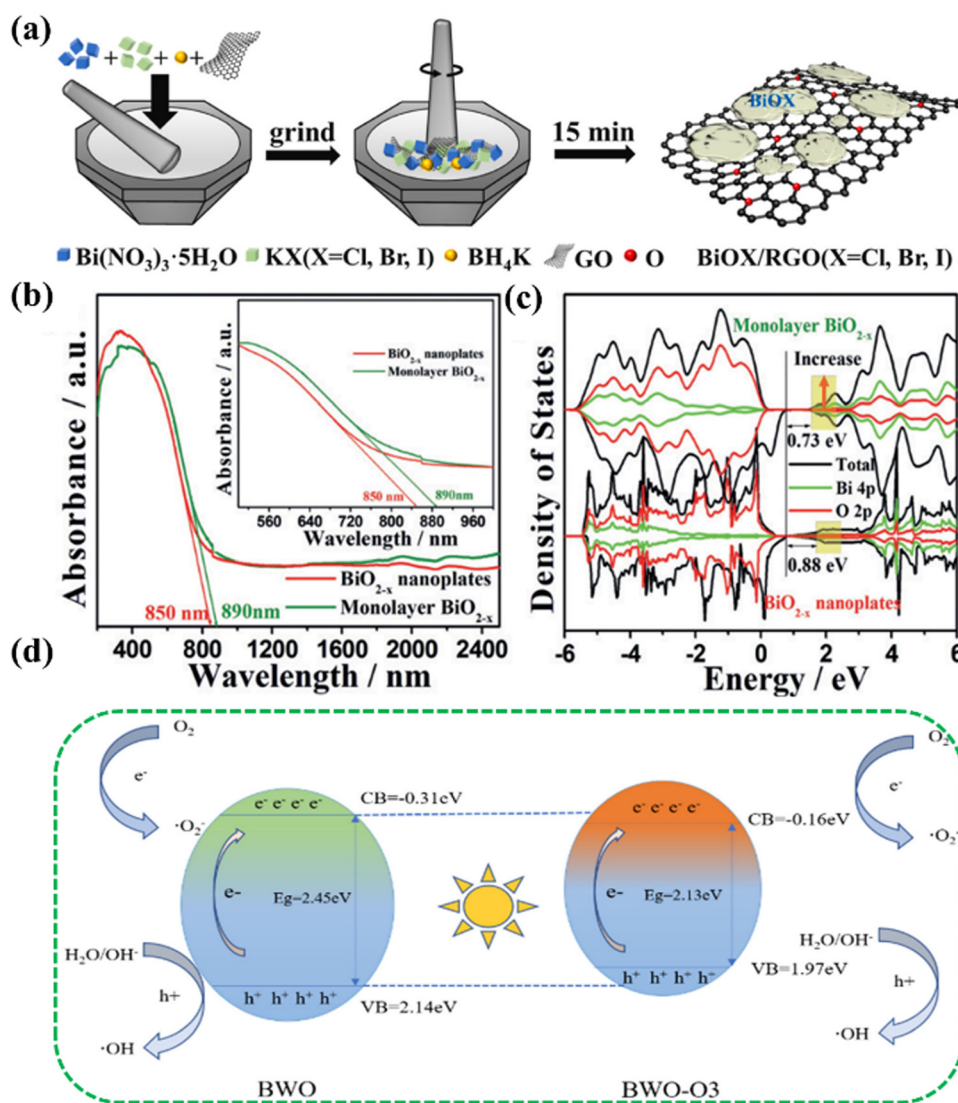 (a)
+ + +
grind
15 min
BiOX
Bi(NO₃)₃·5H₂O KX(X=Cl, Br, I) BH₄K GO O BiOX/RGO(X=Cl, Br, I)
(b)
Absorbance / a.u.
Absorbance / a.u.
BiO₂₋ₓ nanoplates
Monolayer BiO₂₋ₓ
850 nm 890nm
560 640 720 800 880 960
Wavelength / nm
BiO₂₋ₓ nanoplates
Monolayer BiO₂₋ₓ
850 nm 890nm
400 800 1200 1600 2000 2400
Wavelength / nm
(c)
Density of States
Monolayer BiO₂₋ₓ
Increase
0.73 eV
Total
Bi 4p
O 2p
0.88 eV
BiO₂₋ₓ nanoplates
-6 -4 -2 0 2 4 6
Energy / eV
(d)
O₂
e⁻
·O₂⁻
H₂O/OH⁻
h+
·OH
e⁻ e⁻ e⁻ e⁻
CB=-0.31eV
e-
Eg=2.45eV
h⁺ h⁺ h⁺ h⁺
VB=2.14eV
BWO
e⁻ e⁻ e⁻ e⁻
CB=-0.16eV
e-
Eg=2.13eV
h⁺ h⁺ h⁺ h⁺
VB=1.97eV
BWO-O3
O₂
e⁻
·O₂⁻
H₂O/OH⁻
h+
·OH